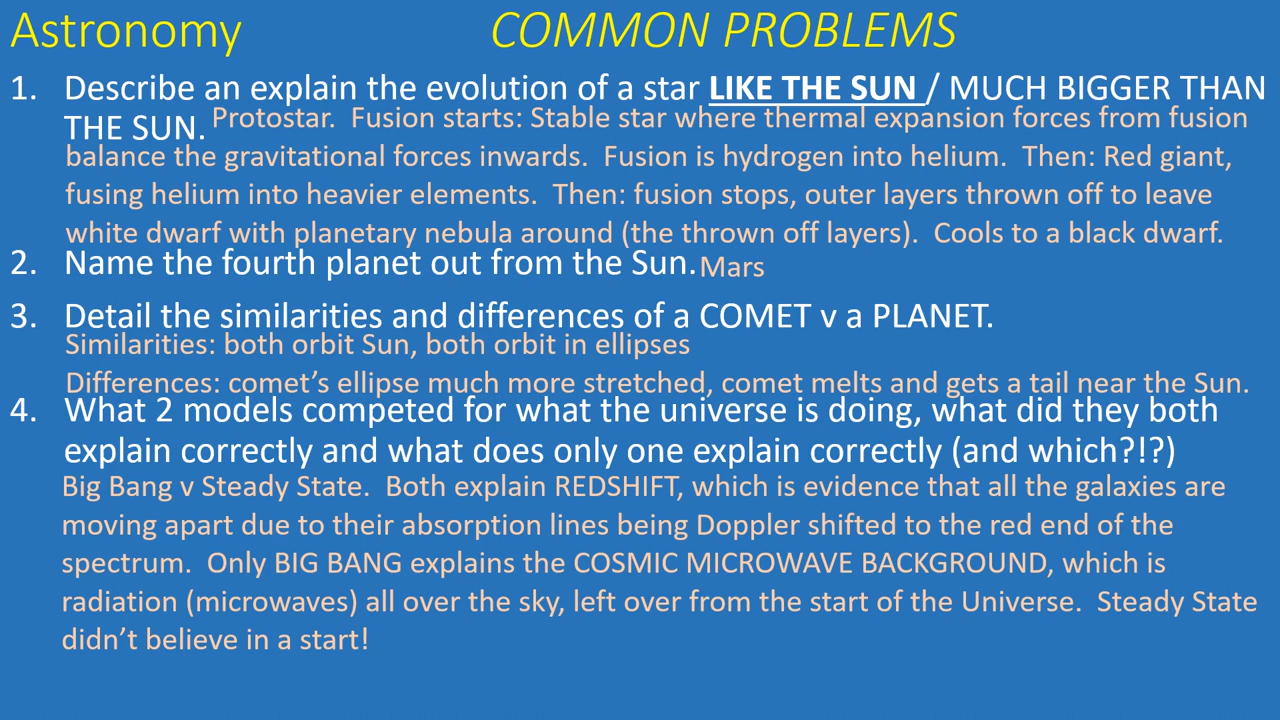 Astronomy COMMON PROBLEMS
1. Describe an explain the evolution of a star LIKE THE SUN / MUCH BIGGER THAN
THE SUN. Protostar. Fusion starts: Stable star where thermal expansion forces from fusion
balance the gravitational forces inwards. Fusion is hydrogen into helium. Then: Red giant,
fusing helium into heavier elements. Then: fusion stops, outer layers thrown off to leave
white dwarf with planetary nebula around (the thrown off layers). Cools to a black dwarf.
2. Name the fourth planet out from the Sun. Mars
3. Detail the similarities and differences of a COMET v a PLANET.
Similarities: both orbit Sun, both orbit in ellipses
Differences: comet’s ellipse much more stretched, comet melts and gets a tail near the Sun.
4. What 2 models competed for what the universe is doing, what did they both
explain correctly and what does only one explain correctly (and which?!?)
Big Bang v Steady State. Both explain REDSHIFT, which is evidence that all the galaxies are
moving apart due to their absorption lines being Doppler shifted to the red end of the
spectrum. Only BIG BANG explains the COSMIC MICROWAVE BACKGROUND, which is
radiation (microwaves) all over the sky, left over from the start of the Universe. Steady State
didn’t believe in a start!